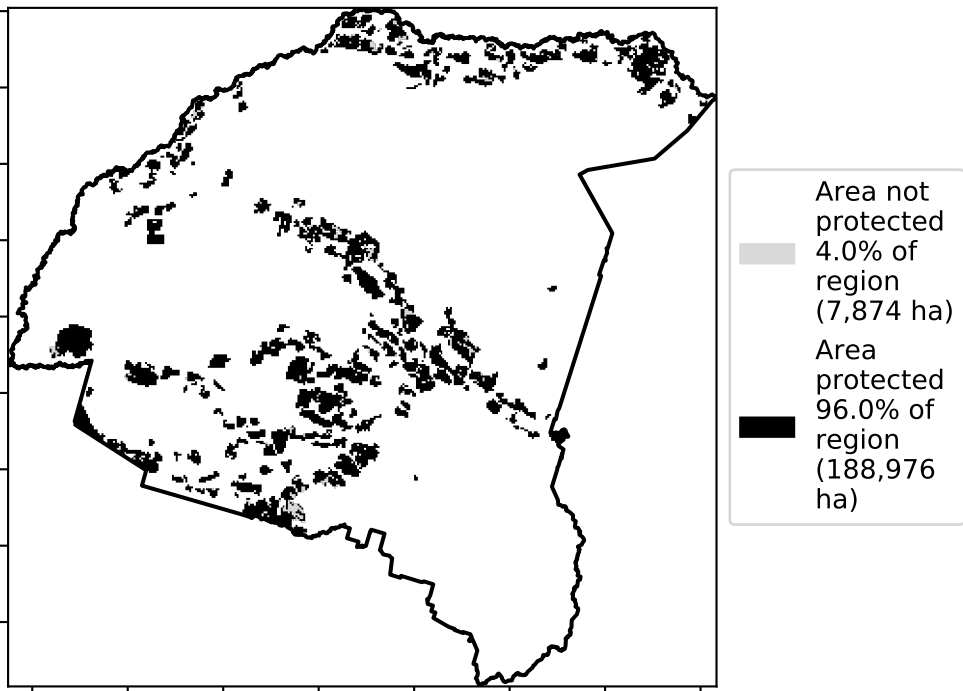 Area not
protected
4.0% of
region
(7,874 ha)
Area
protected
96.0% of
region
(188,976
ha)